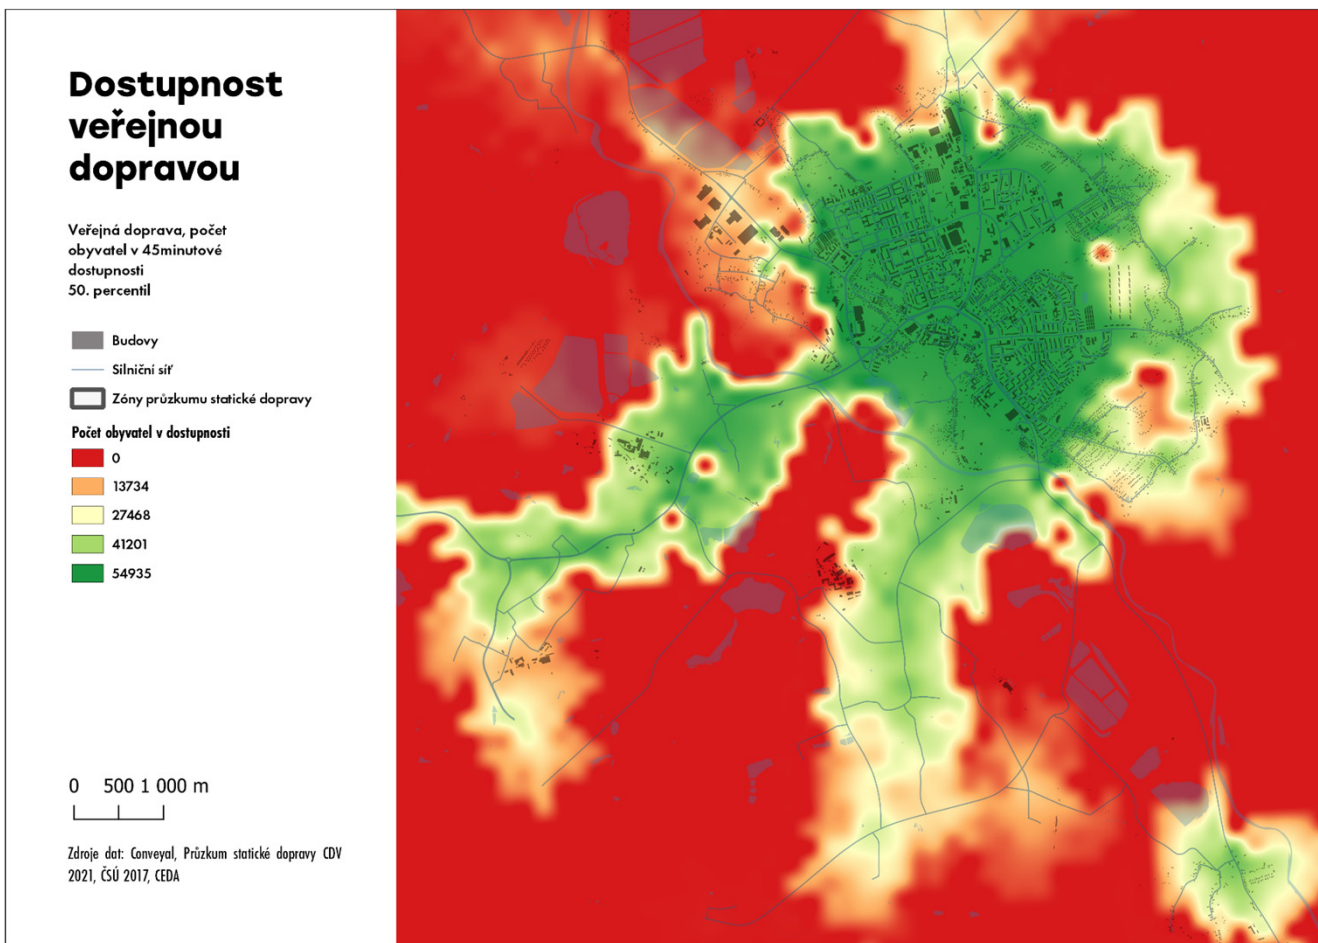 Dostupnost
veřejnou
dopravou
Veřejná doprava, počet
obyvatel v 45minutové
dostupnosti
50. percentil
Budovy
Silniční síť
Zóny průzkumu statické dopravy
Počet obyvatel v dostupnosti
0
13734
27468
41201
54935
0 500 1 000 m
Zdroje dat: Conveyal, Průzkum statické dopravy CDV
2021, ČSÚ 2017, CEDA